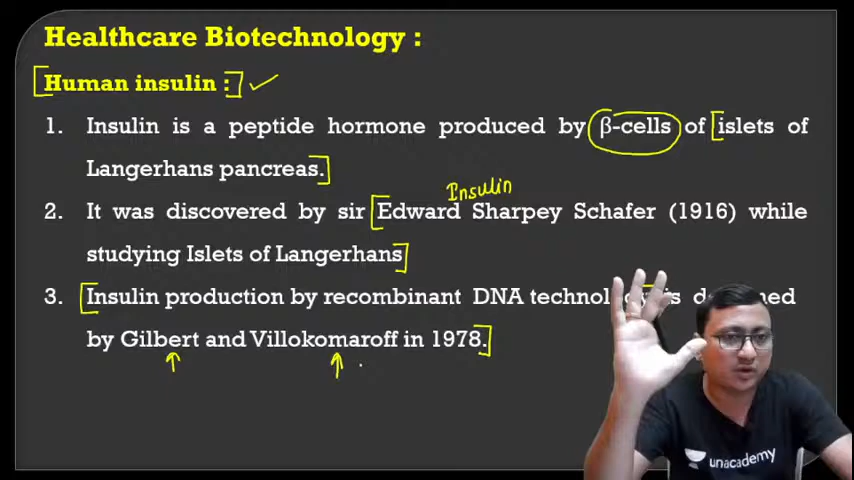 Healthcare Biotechnology :
Human insulin :
1. Insulin is a peptide hormone produced by β-cells of islets of
Langerhans pancreas.
Insulin
2. It was discovered by sir Edward Sharpey Schafer (1916) while
studying Islets of Langerhans
3. Insulin production by recombinant DNA
by Gilbert and Villokomaroff in 1978.
unacademy